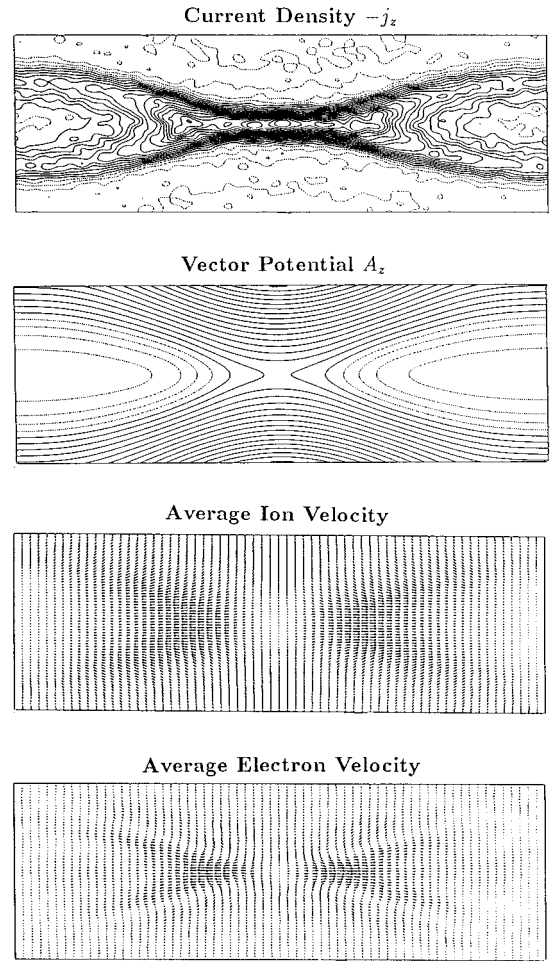 Current Density −j_z
Vector Potential A_z
Average Ion Velocity
Average Electron Velocity